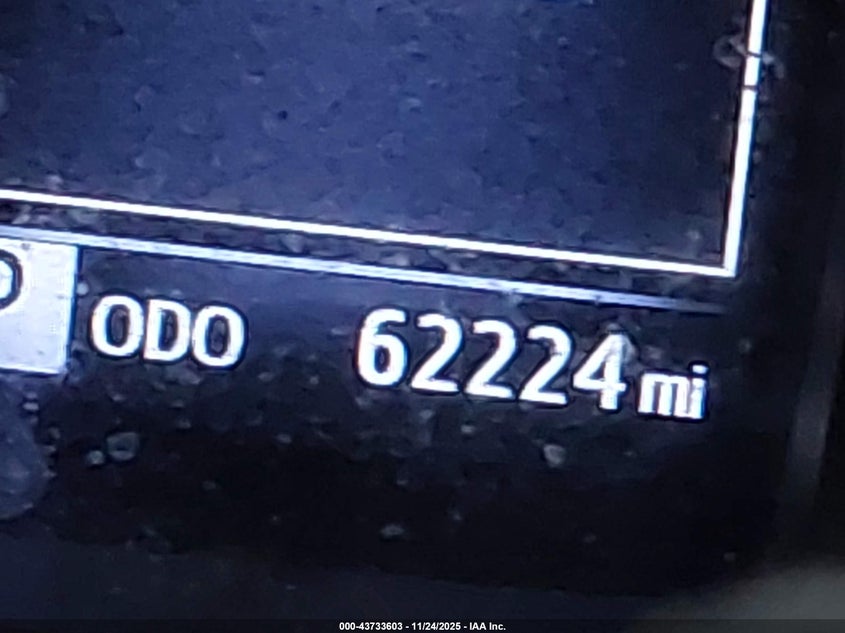 ODO 62224 mi
000-43733603 - 11/24/2025 - IAA Inc.